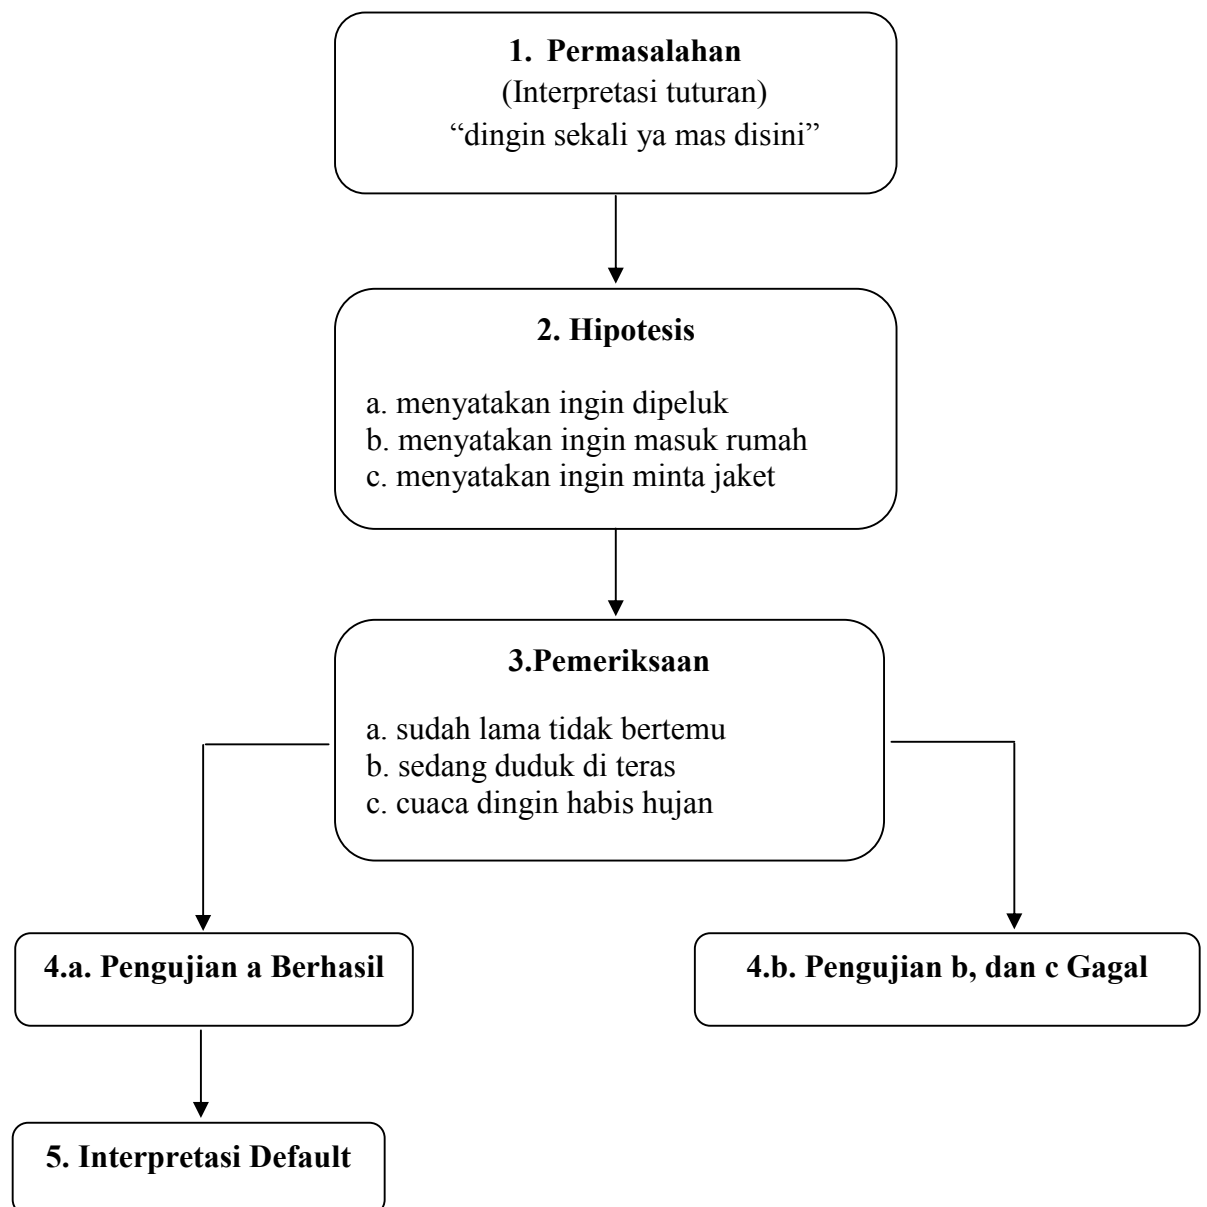 1. Permasalahan
(Interpretasi tuturan)
“dingin sekali ya mas disini”
2. Hipotesis
a. menyatakan ingin dipeluk
b. menyatakan ingin masuk rumah
c. menyatakan ingin minta jaket
3.Pemeriksaan
a. sudah lama tidak bertemu
b. sedang duduk di teras
c. cuaca dingin habis hujan
4.a. Pengujian a Berhasil
4.b. Pengujian b, dan c Gagal
5. Interpretasi Default